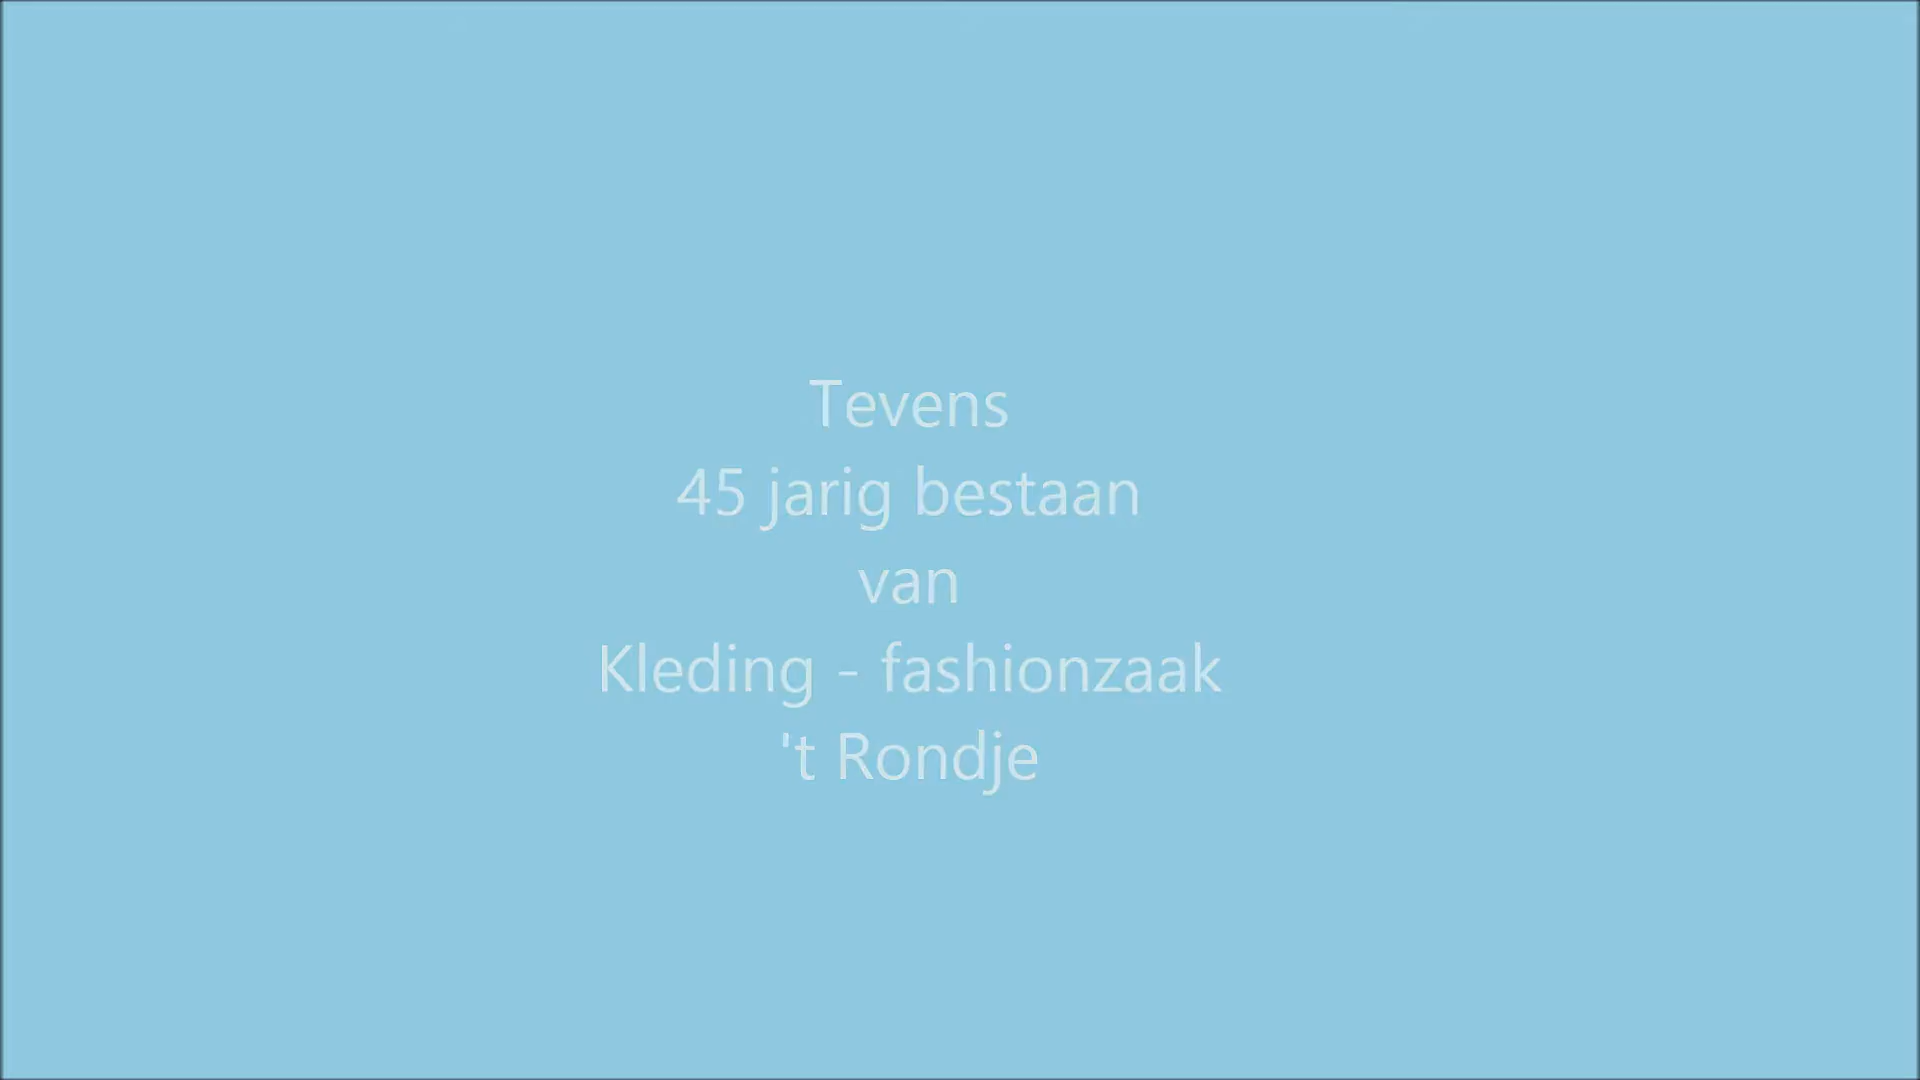 Tevens
45 jarig bestaan
van
Kleding - fashionzaak
't Rondje